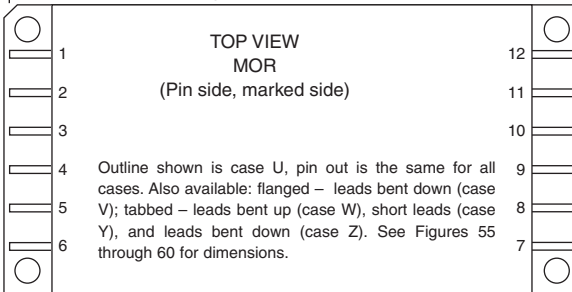 TOP VIEW
MOR
(Pin side, marked side)
1
2
3
4
5
6
12
11
10
9
8
7
Outline shown is case U, pin out is the same for all
cases. Also available: flanged – leads bent down (case
V); tabbed – leads bent up (case W), short leads (case
Y), and leads bent down (case Z). See Figures 55
through 60 for dimensions.